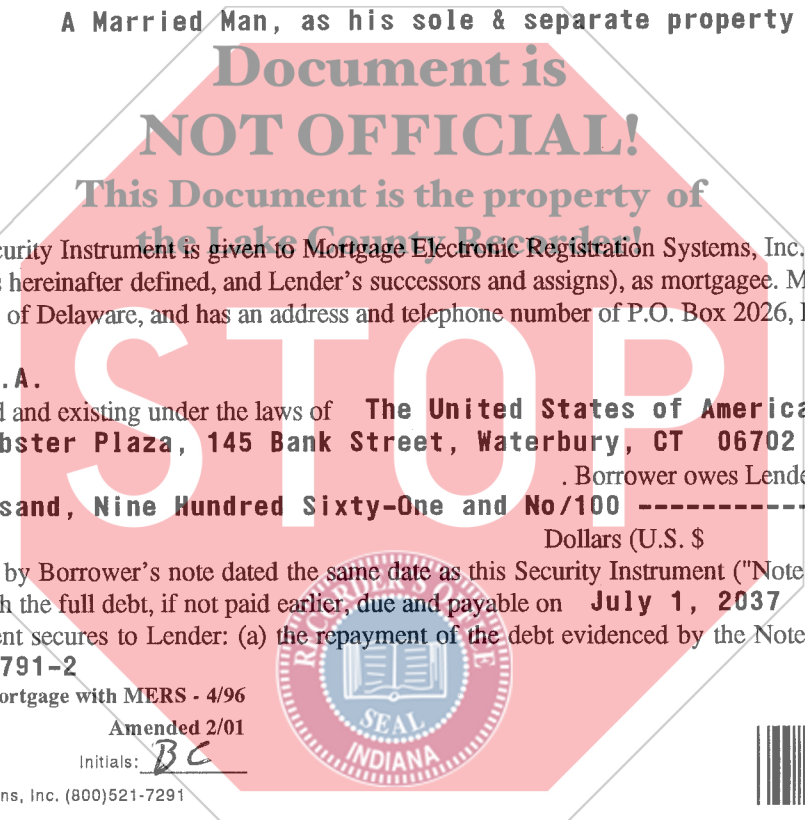 A Married Man, as his sole & separate property
Document is
NOT OFFICIAL!
This Document is the property of
the Lake County Recorder!
curity Instrument is given to Mortgage Electronic Registration Systems, Inc.
hereinafter defined, and Lender's successors and assigns), as mortgagee. M
of Delaware, and has an address and telephone number of P.O. Box 2026,
.A.
d and existing under the laws of The United States of America
bster Plaza, 145 Bank Street, Waterbury, CT 06702
. Borrower owes Lende
sand, Nine Hundred Sixty-One and No/100 -----------
Dollars (U.S. $
by Borrower's note dated the same date as this Security Instrument ("Note
h the full debt, if not paid earlier, due and payable on July 1, 2037
ent secures to Lender: (a) the repayment of the debt evidenced by the Note
791-2
ortgage with MERS - 4/96
Amended 2/01
Initials: BC
ns, Inc. (800)521-7291
STOP
RECORDER'S OFFICE
SEAL
INDIANA